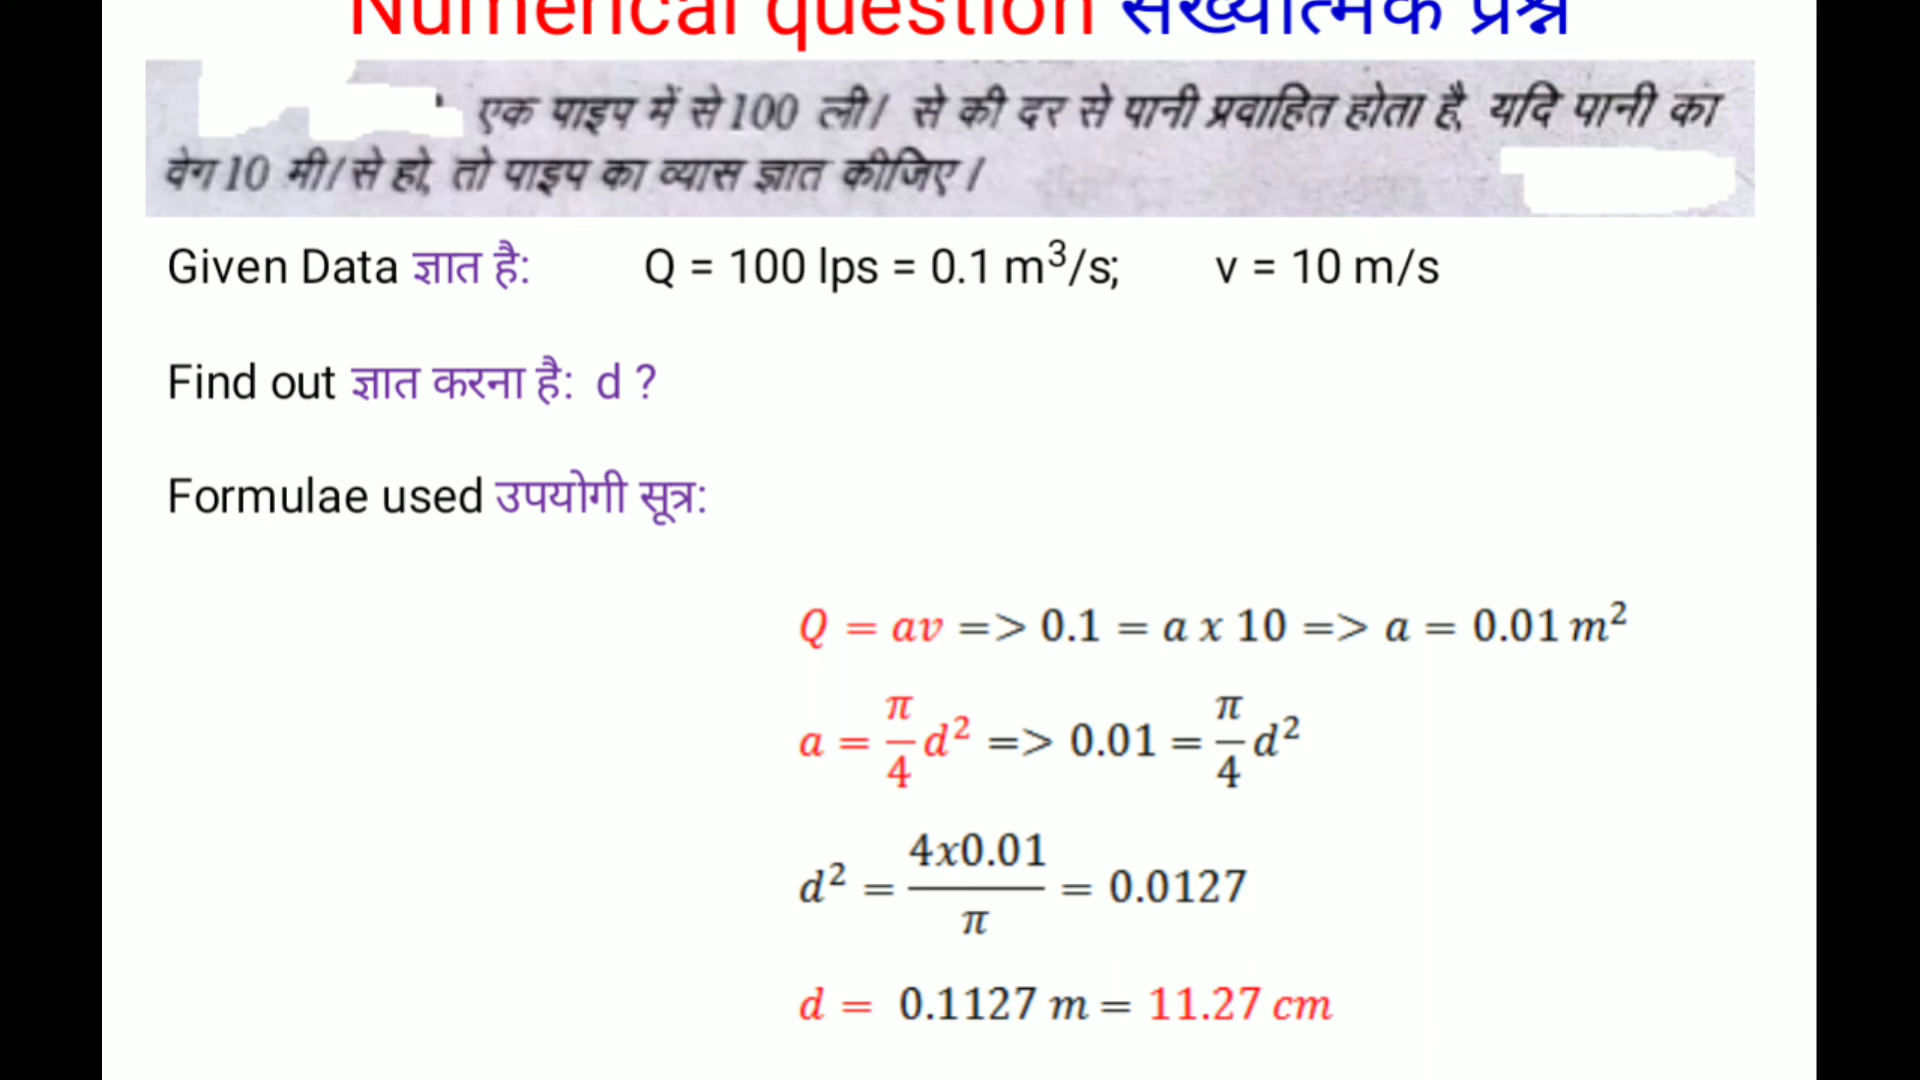 Numerical question संख्यात्मक प्रश्न
एक पाइप में से 100 ली/ से की दर से पानी प्रवाहित होता है, यदि पानी का
वेग 10 मी/से हो, तो पाइप का व्यास ज्ञात कीजिए।
Given Data ज्ञात है: Q = 100 lps = 0.1 m³/s; v = 10 m/s
Find out ज्ञात करना है: d ?
Formulae used उपयोगी सूत्र:
Q = av => 0.1 = a x 10 => a = 0.01 m²
a = π/4 d² => 0.01 = π/4 d²
d² = 4x0.01/π = 0.0127
d = 0.1127 m = 11.27 cm